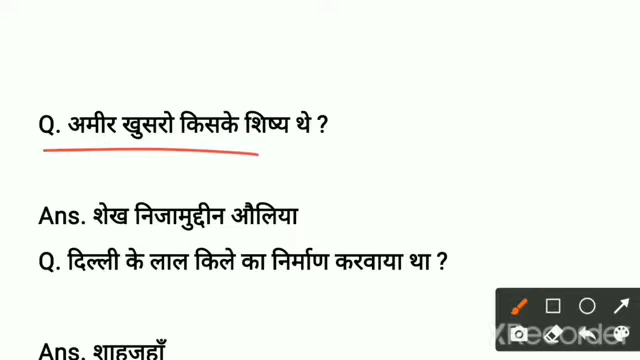 Q. अमीर खुसरो किसके शिष्य थे ?
Ans. शेख निजामुद्दीन औलिया
Q. दिल्ली के लाल किले का निर्माण करवाया था ?
Ans. शाहजहाँ